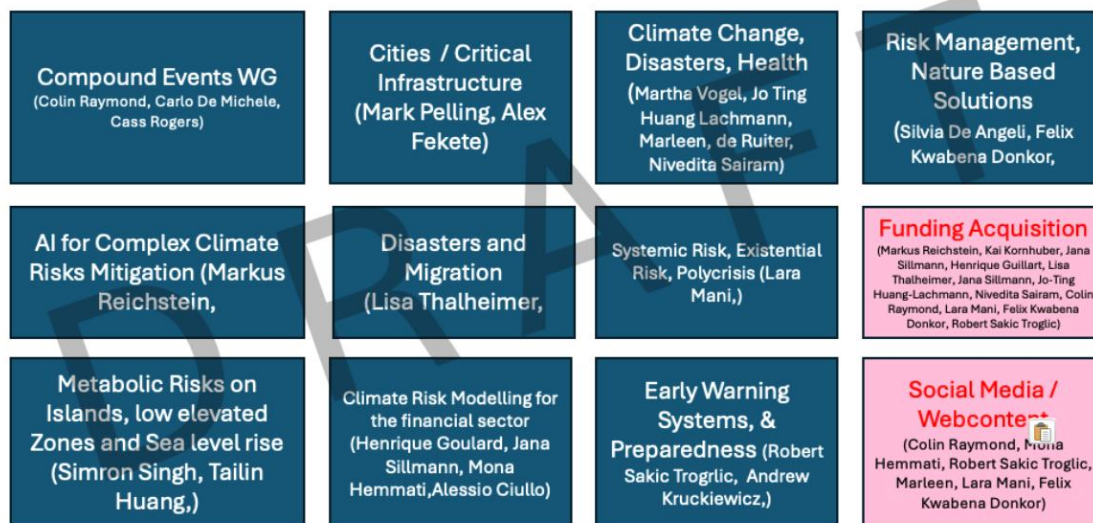 Compound Events WG
(Colin Raymond, Carlo De Michele,
Cass Rogers)
Cities / Critical
Infrastructure
(Mark Pelling, Alex
Fekete)
Climate Change,
Disasters, Health
(Martha Vogel, Jo Ting
Huang Lachmann,
Marleen, de Ruiter,
Nivedita Sairam)
Risk Management,
Nature Based
Solutions
(Silvia De Angeli, Felix
Kwabena Donkor,
AI for Complex Climate
Risks Mitigation (Markus
Reichstein,
Disasters and
Migration
(Lisa Thalheimer,
Systemic Risk, Existential
Risk, Polycrisis (Lara
Mani,)
Funding Acquisition
(Markus Reichstein, Kai Kornhuber, Jana
Sillmann, Henrique Guillart, Lisa
Thalheimer, Jana Sillmann, Jo-Ting
Huang-Lachmann, Nivedita Sairam, Colin
Raymond, Lara Mani, Felix Kwabena
Donkor, Robert Sakic Troglic)
Metabolic Risks on
Islands, low elevated
Zones and Sea level rise
(Simron Singh, Tailin
Huang,)
Climate Risk Modelling for
the financial sector
(Henrique Goulard, Jana
Sillmann, Mona
Hemmati,Alessio Ciullo)
Early Warning
Systems, &
Preparedness (Robert
Sakic Trogrlic, Andrew
Kruckiewicz,)
Social Media /
Webcontent
(Colin Raymond, Mona
Hemmati, Robert Sakic Troglic,
Marleen, Lara Mani, Felix
Kwabena Donkor)
DRAFT